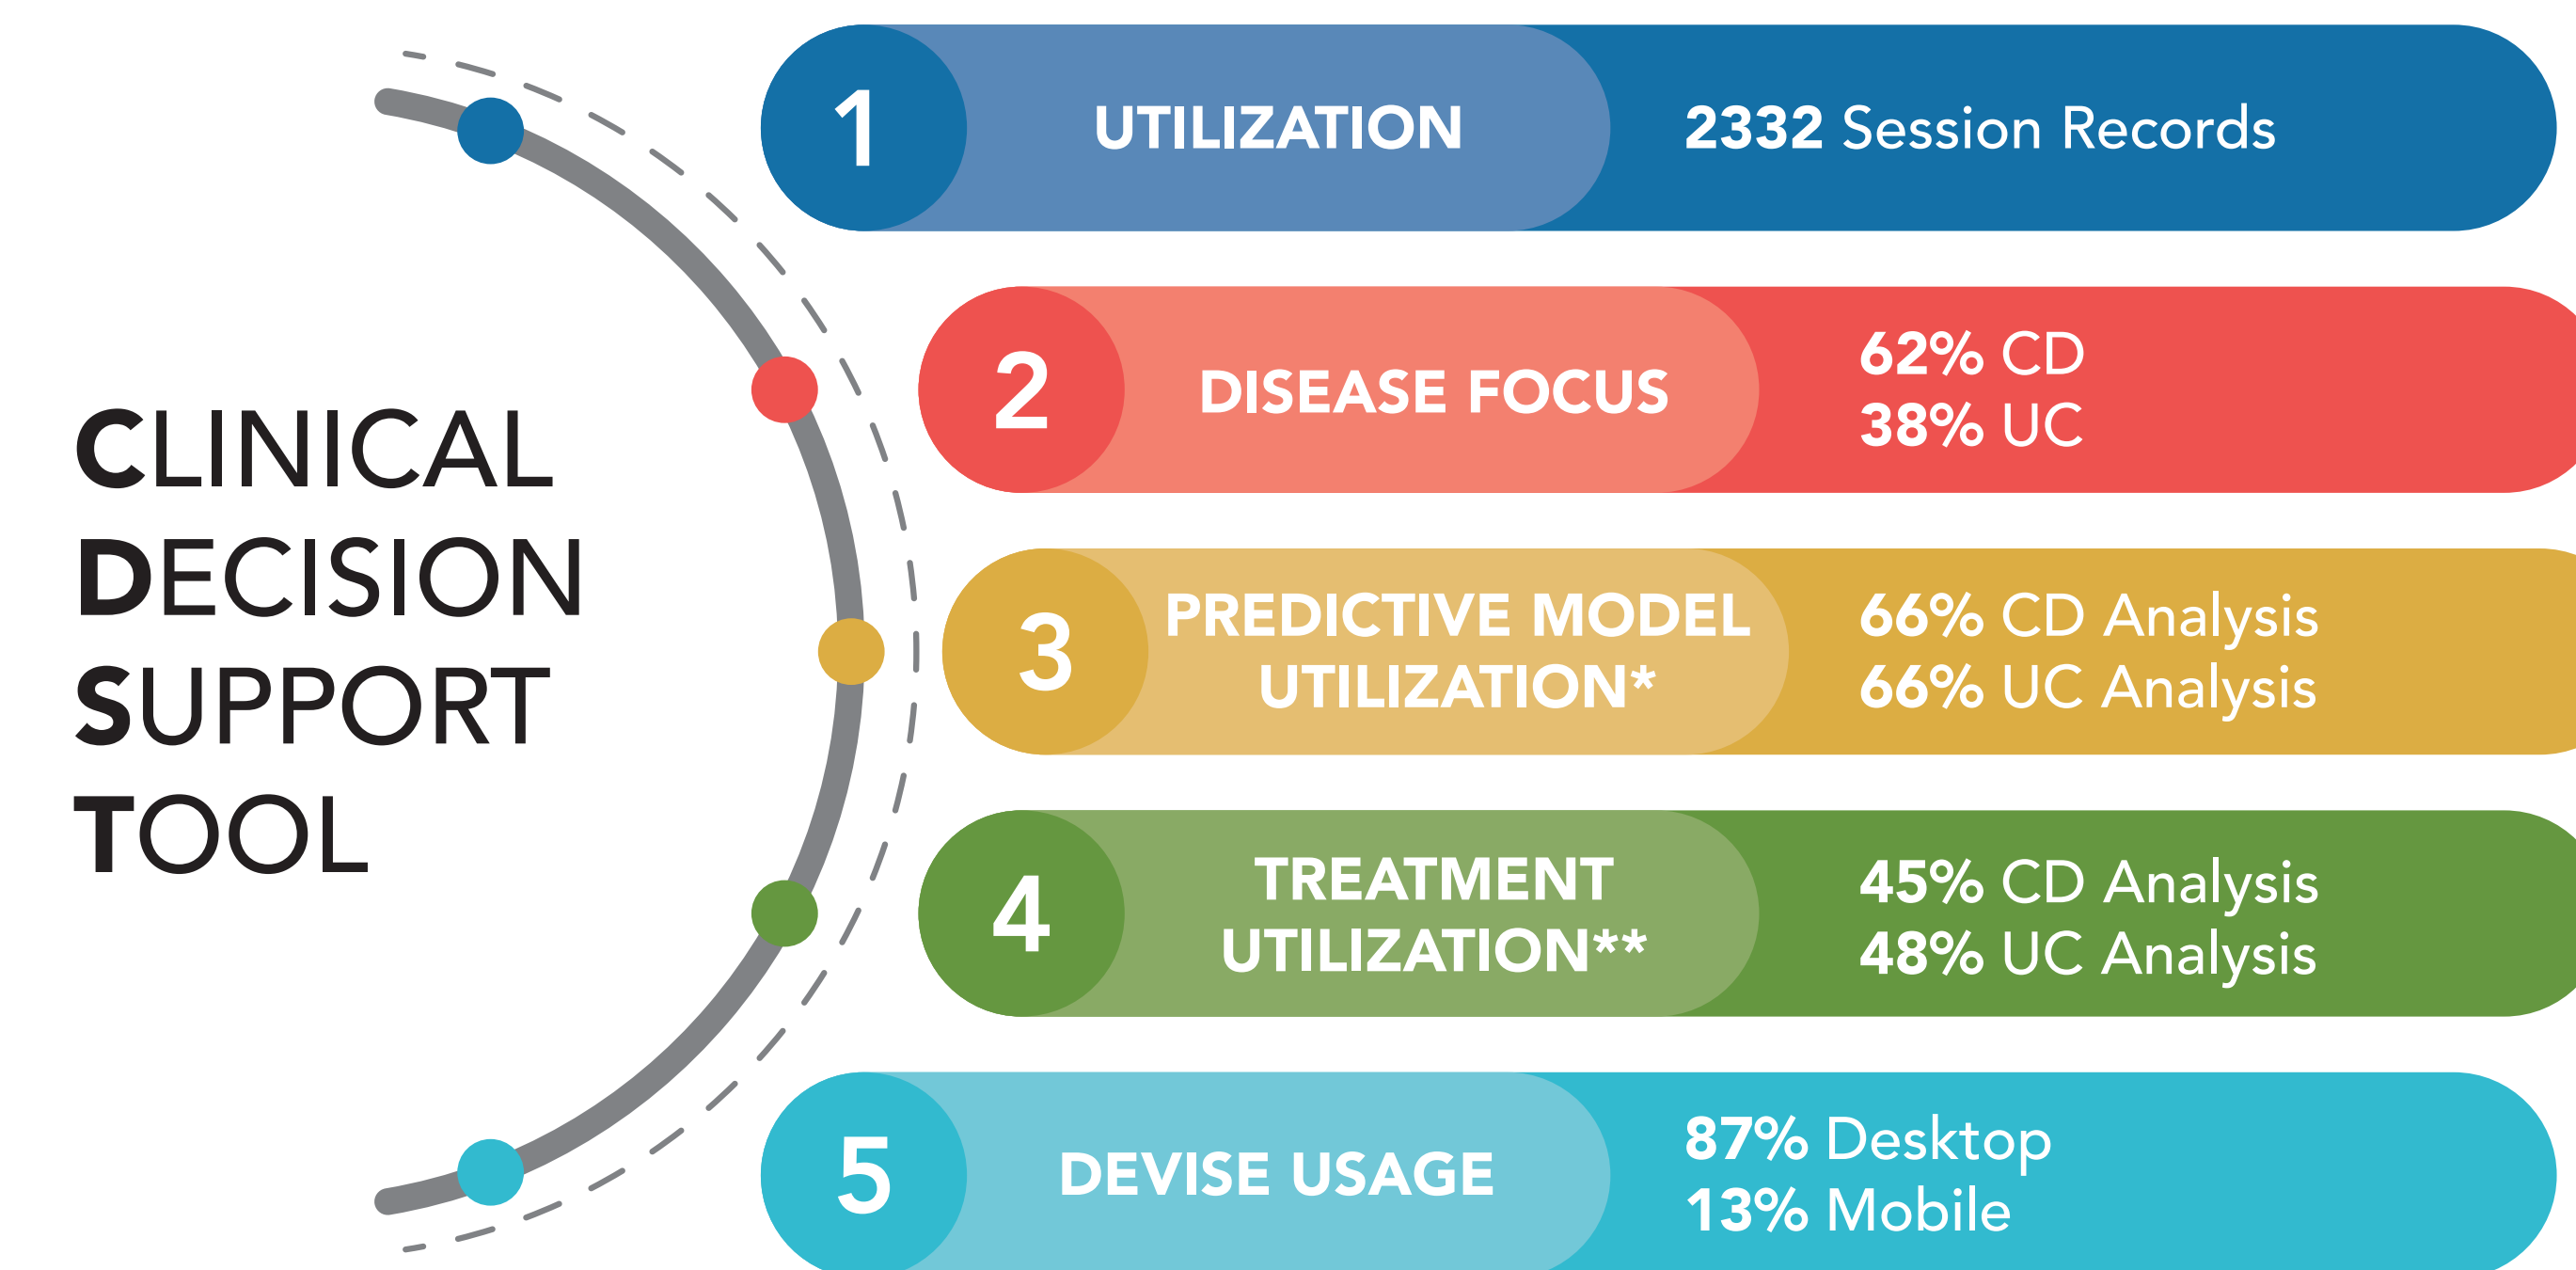 CLINICAL
DECISION
SUPPORT
TOOL
1
UTILIZATION
2332 Session Records
2
DISEASE FOCUS
62% CD
38% UC
3
PREDICTIVE MODEL
UTILIZATION*
66% CD Analysis
66% UC Analysis
4
TREATMENT
UTILIZATION**
45% CD Analysis
48% UC Analysis
5
DEVISE USAGE
87% Desktop
13% Mobile